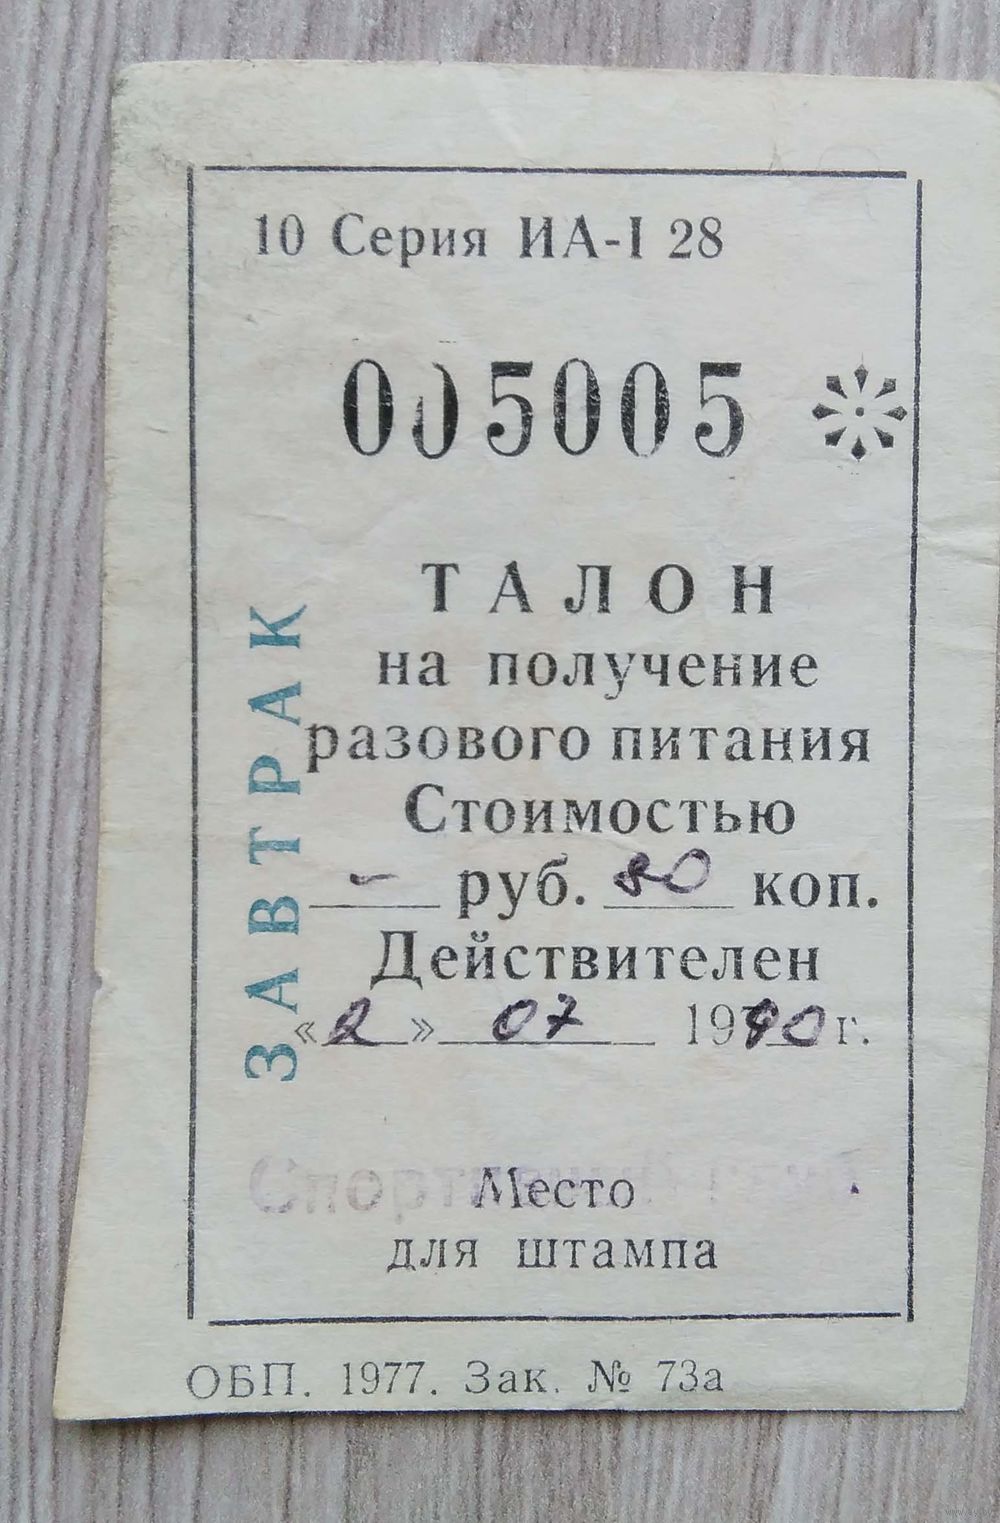 10 Серия ИА-I 28
005005
ЗАВТРАК
ТАЛОН
на получение
разового питания
Стоимостью
- руб. 80 коп.
Действителен
«2» 07 1990 г.
Место
для штампа
ОБП. 1977. Зак. № 73а